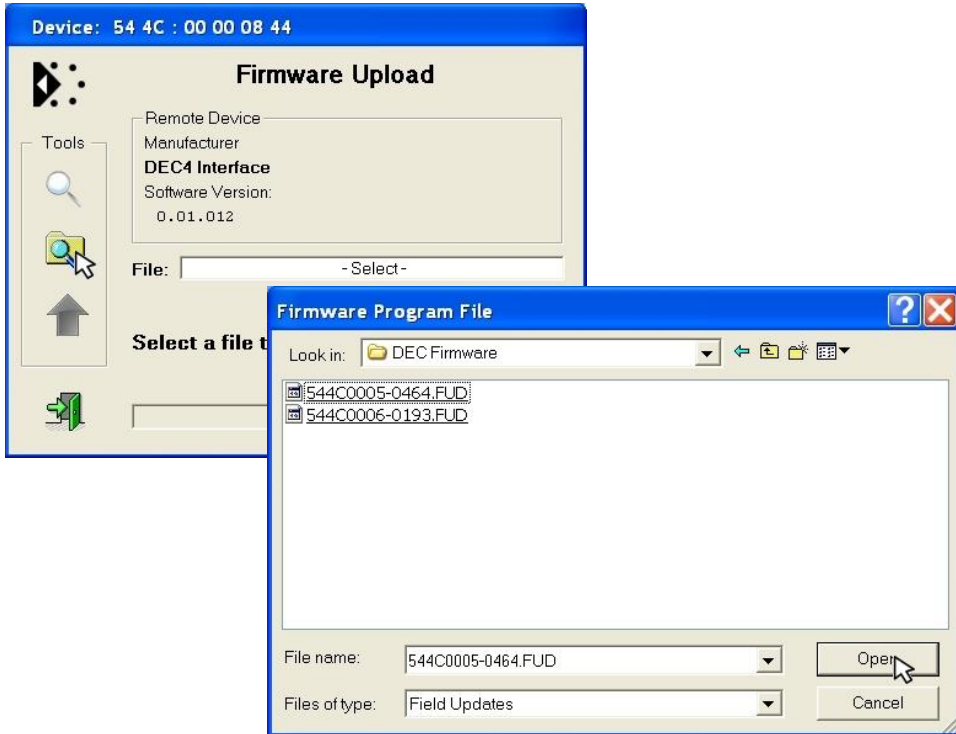 Device: 54 4C : 00 00 08 44
Firmware Upload
Tools
Remote Device
Manufacturer
DEC4 Interface
Software Version:
0.01.012
File: - Select -
Select a file t
Firmware Program File
Look in: DEC Firmware
544C0005-0464.FUD
544C0006-0193.FUD
File name: 544C0005-0464.FUD
Open
Files of type: Field Updates
Cancel